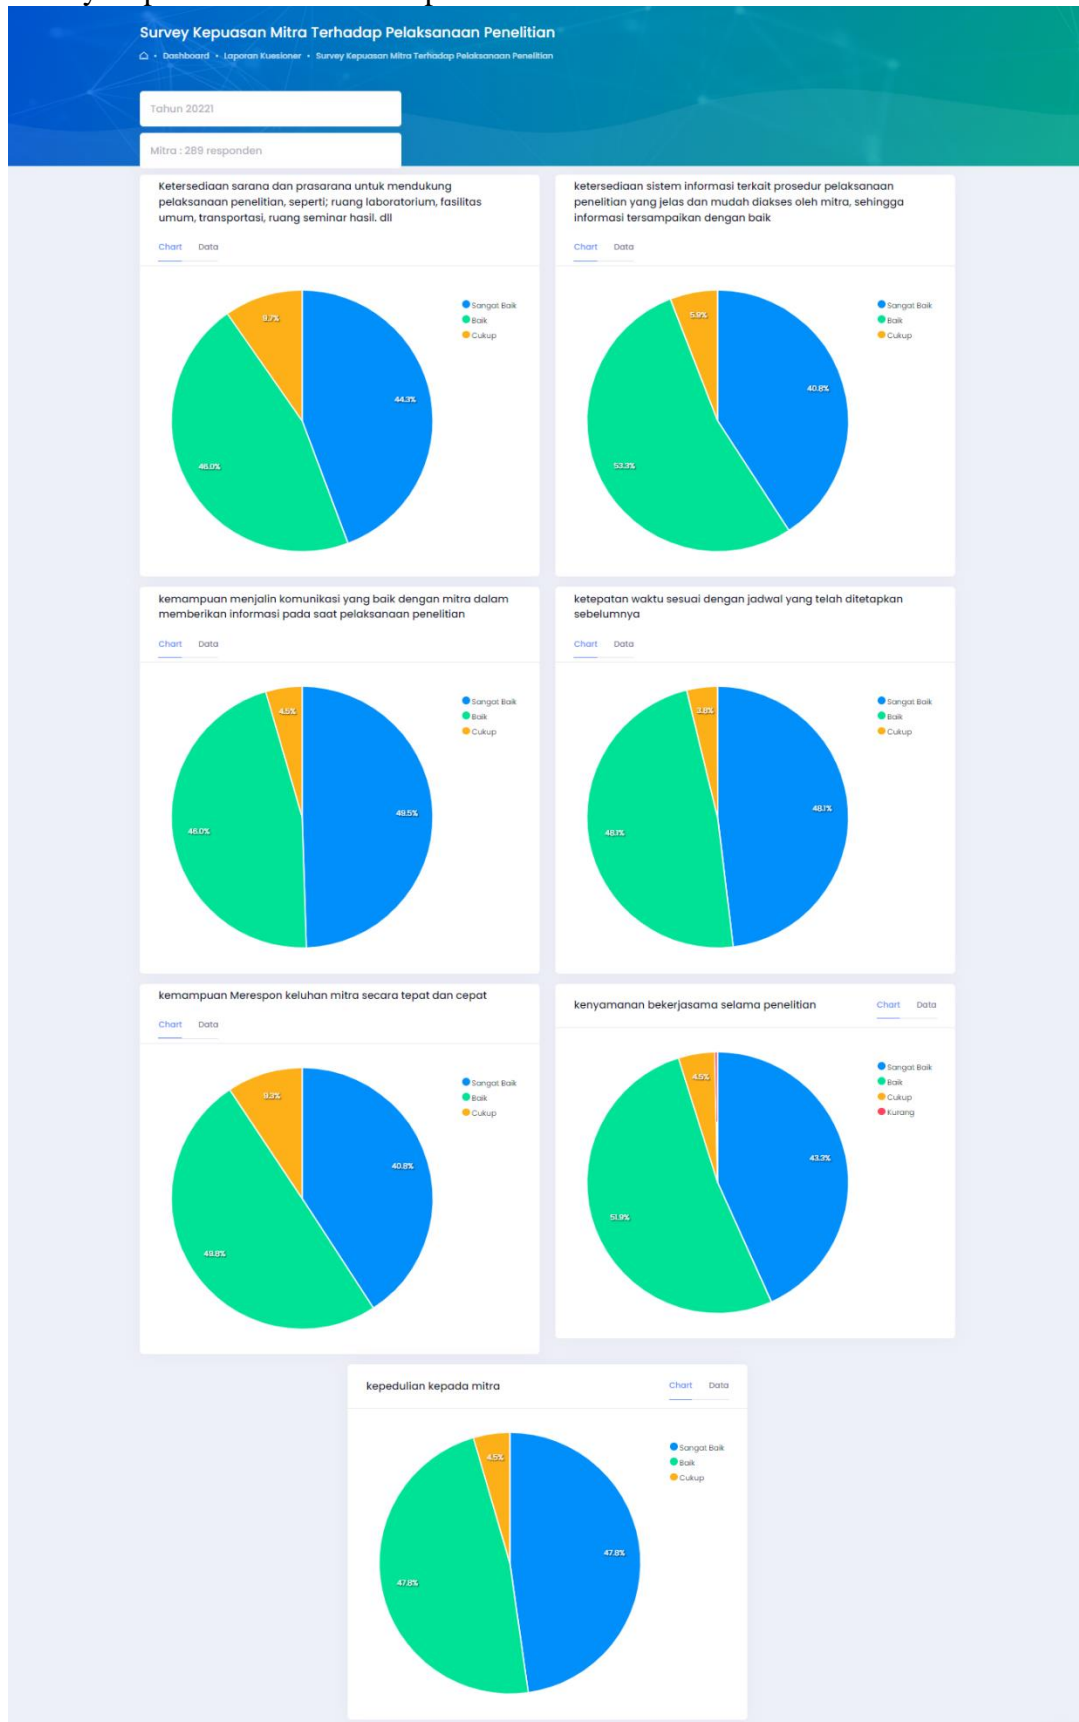 Survey Kepuasan Mitra Terhadap Pelaksanaan Penelitian
Dashboard • Laporan Kuesioner • Survey Kepuasan Mitra Terhadap Pelaksanaan Penelitian
Tahun 20221
Mitra : 289 responden
Ketersediaan sarana dan prasarana untuk mendukung
pelaksanaan penelitian, seperti; ruang laboratorium, fasilitas
umum, transportasi, ruang seminar hasil. dll
Chart Data
Sangat Baik
Baik
Cukup
9.7%
44.3%
46.0%
ketersediaan sistem informasi terkait prosedur pelaksanaan
penelitian yang jelas dan mudah diakses oleh mitra, sehingga
informasi tersampaikan dengan baik
Chart Data
Sangat Baik
Baik
Cukup
5.9%
40.8%
53.3%
kemampuan menjalin komunikasi yang baik dengan mitra dalam
memberikan informasi pada saat pelaksanaan penelitian
Chart Data
Sangat Baik
Baik
Cukup
4.5%
49.5%
46.0%
ketepatan waktu sesuai dengan jadwal yang telah ditetapkan
sebelumnya
Chart Data
Sangat Baik
Baik
Cukup
3.8%
48.1%
48.1%
kemampuan Merespon keluhan mitra secara tepat dan cepat
Chart Data
Sangat Baik
Baik
Cukup
9.3%
40.8%
49.8%
kenyamanan bekerjasama selama penelitian
Chart Data
Sangat Baik
Baik
Cukup
Kurang
4.5%
43.3%
51.9%
kepedulian kepada mitra
Chart Data
Sangat Baik
Baik
Cukup
4.5%
47.8%
47.8%